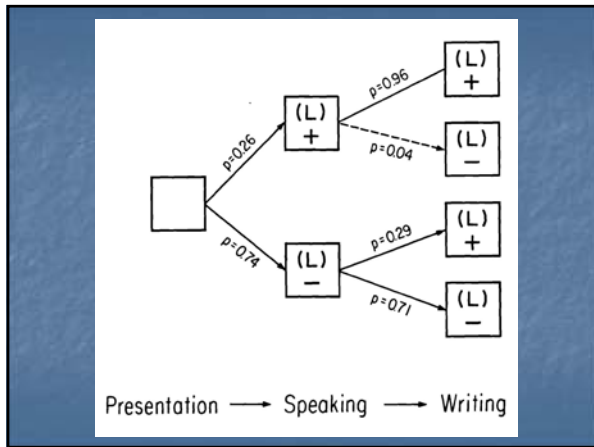 (L)
+
p=0.96
(L)
+
p=0.26
p=0.04
(L)
−
(L)
+
p=0.29
p=0.74
(L)
−
p=0.71
(L)
−
Presentation → Speaking → Writing